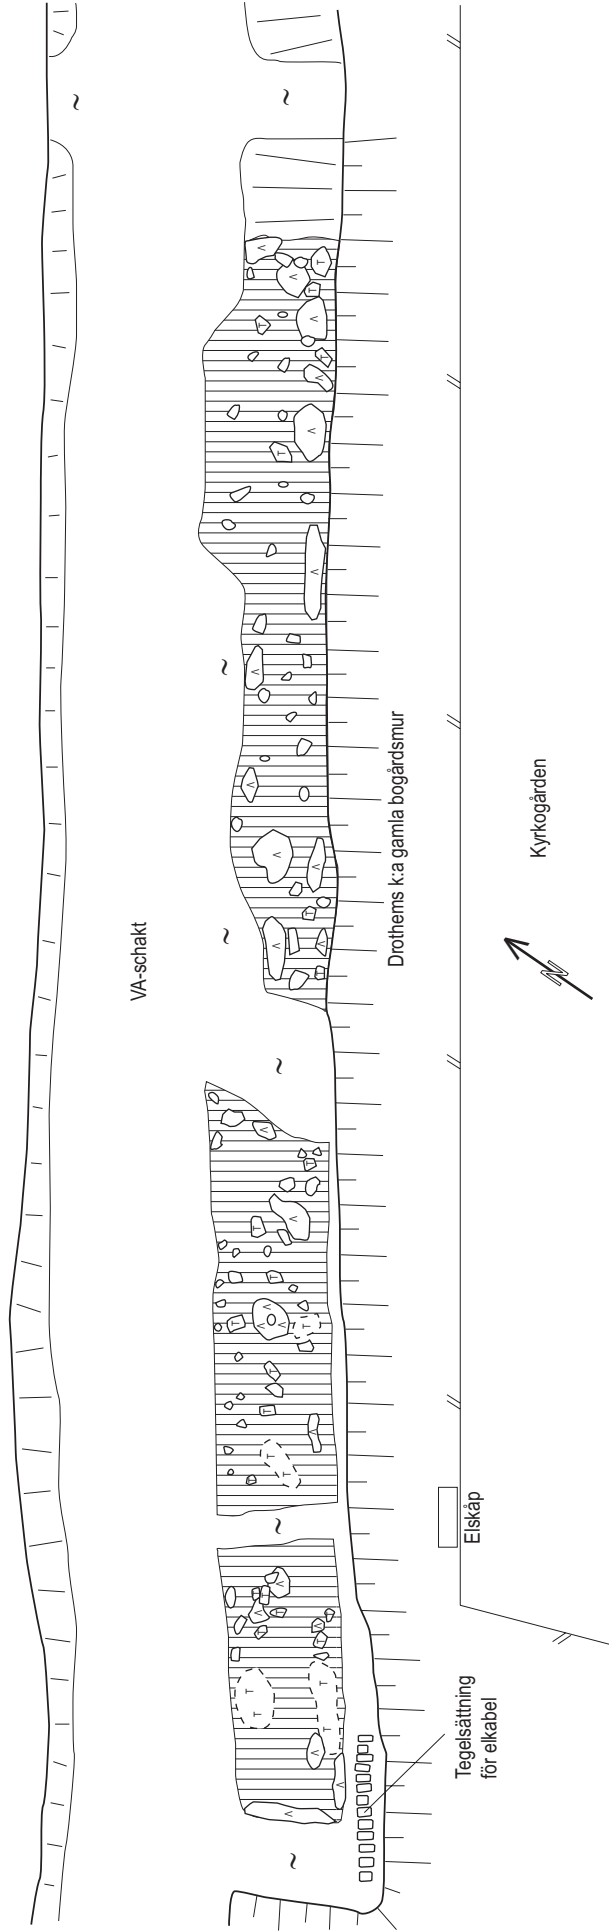 VA-schakt
Drothems k:a gamla bogårdsmur
Kyrkogården
N
Elskåp
Tegelsättning
för elkabel